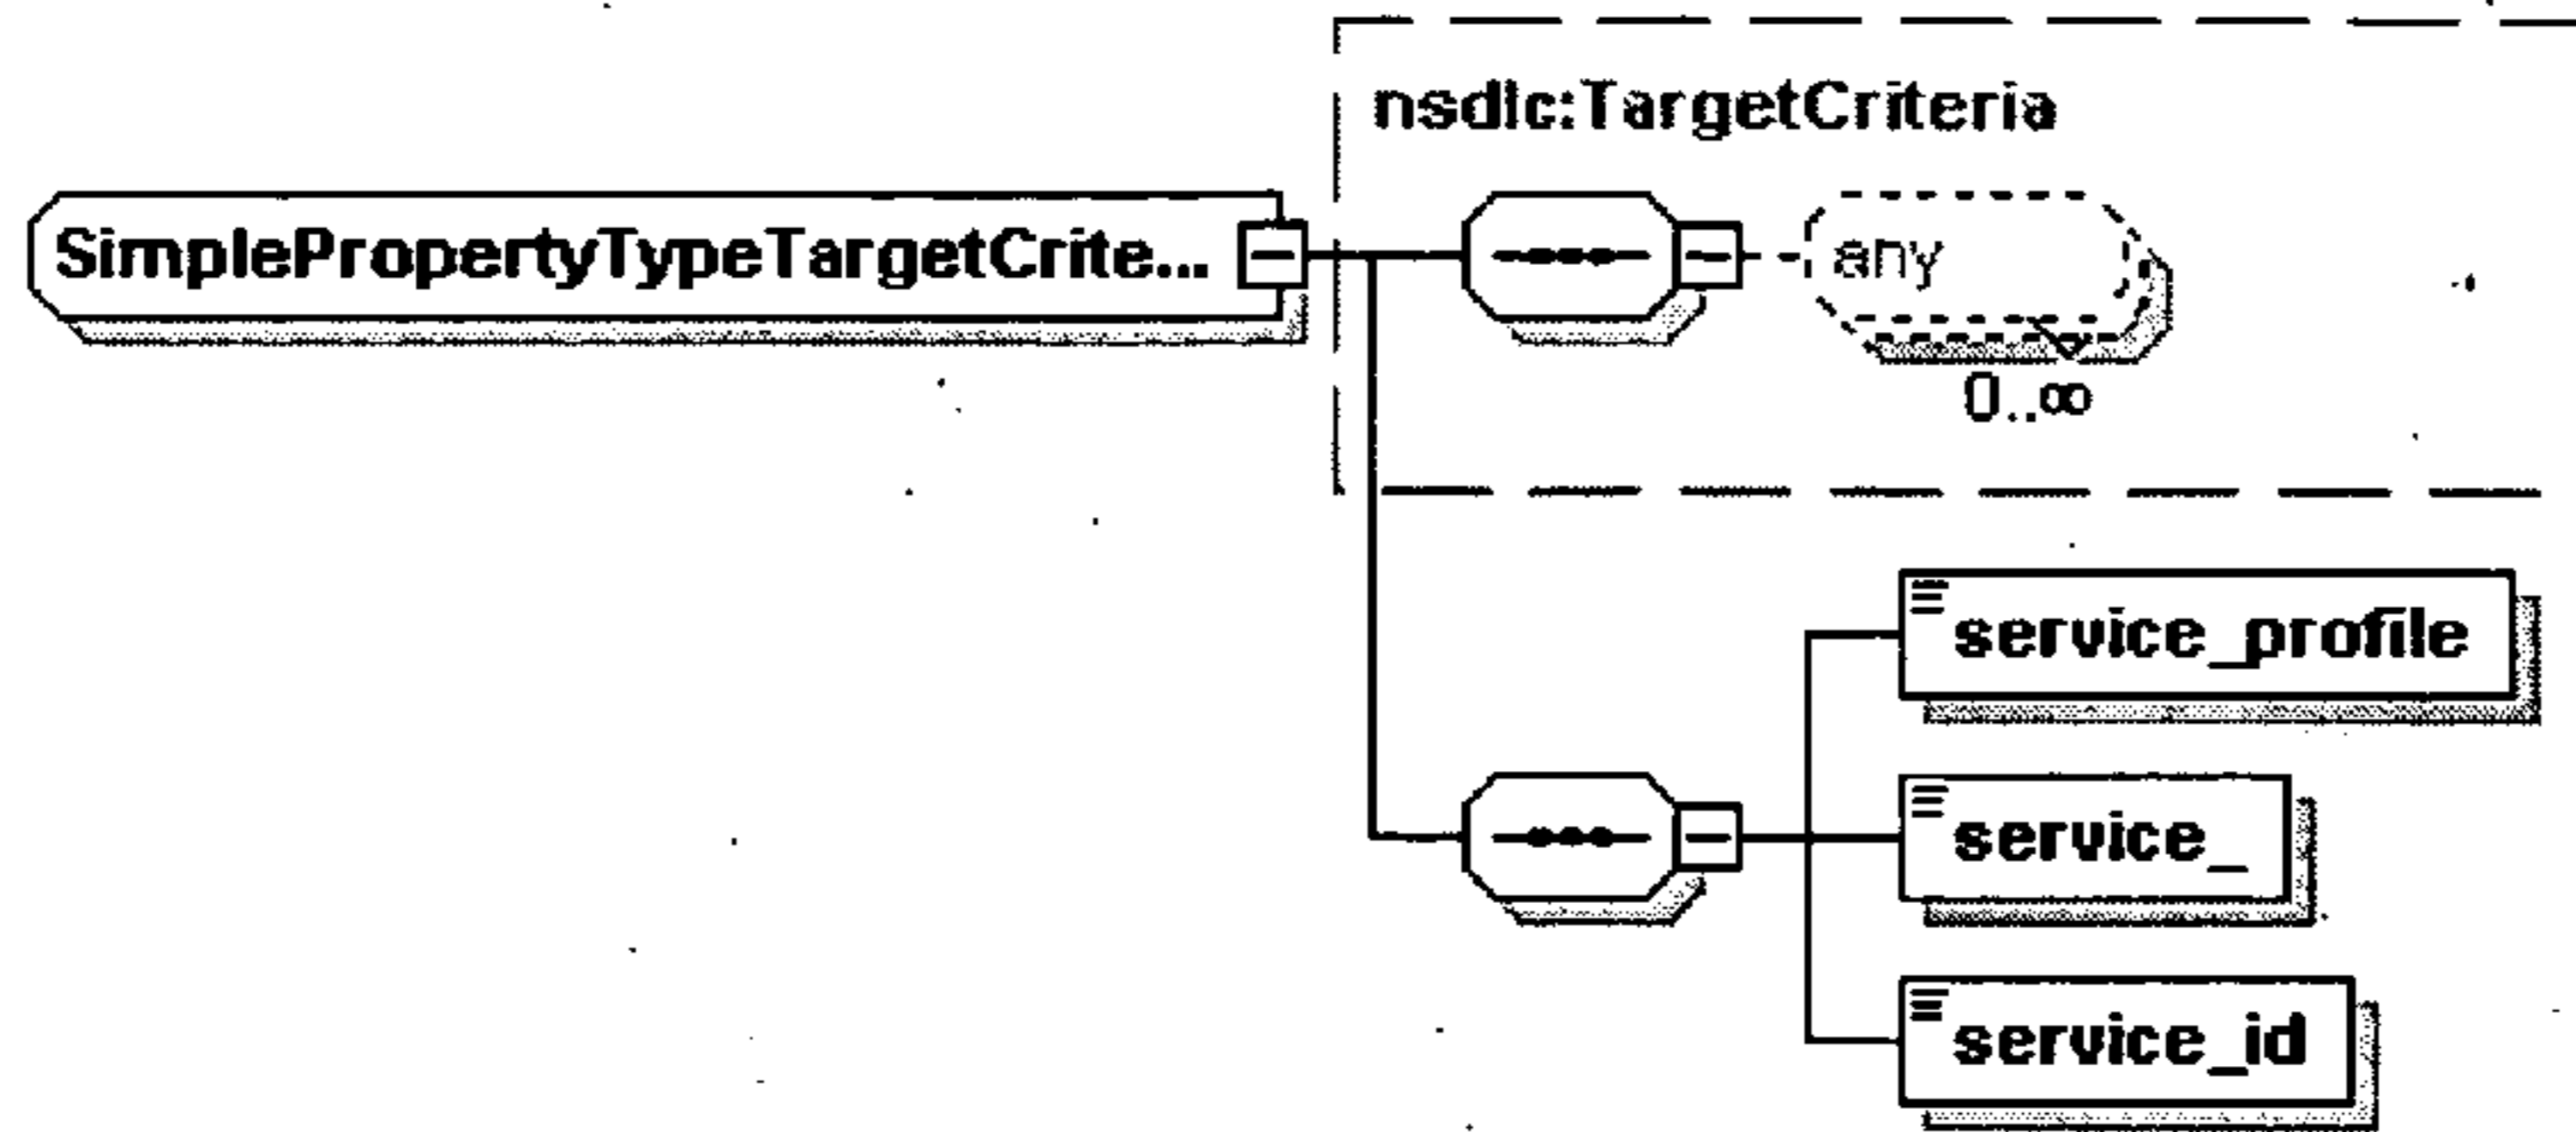 nsdlc:TargetCriteria
SimplePropertyTypeTargetCrite...
any
0..∞
service_profile
service_
service_id